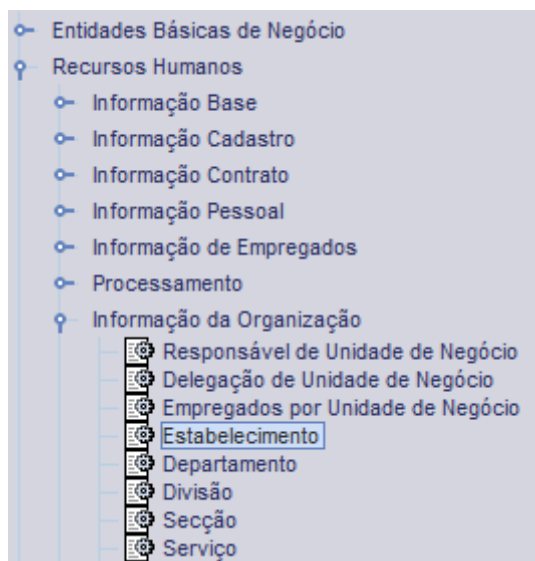 Entidades Básicas de Negócio
Recursos Humanos
Informação Base
Informação Cadastro
Informação Contrato
Informação Pessoal
Informação de Empregados
Processamento
Informação da Organização
Responsável de Unidade de Negócio
Delegação de Unidade de Negócio
Empregados por Unidade de Negócio
Estabelecimento
Departamento
Divisão
Secção
Serviço